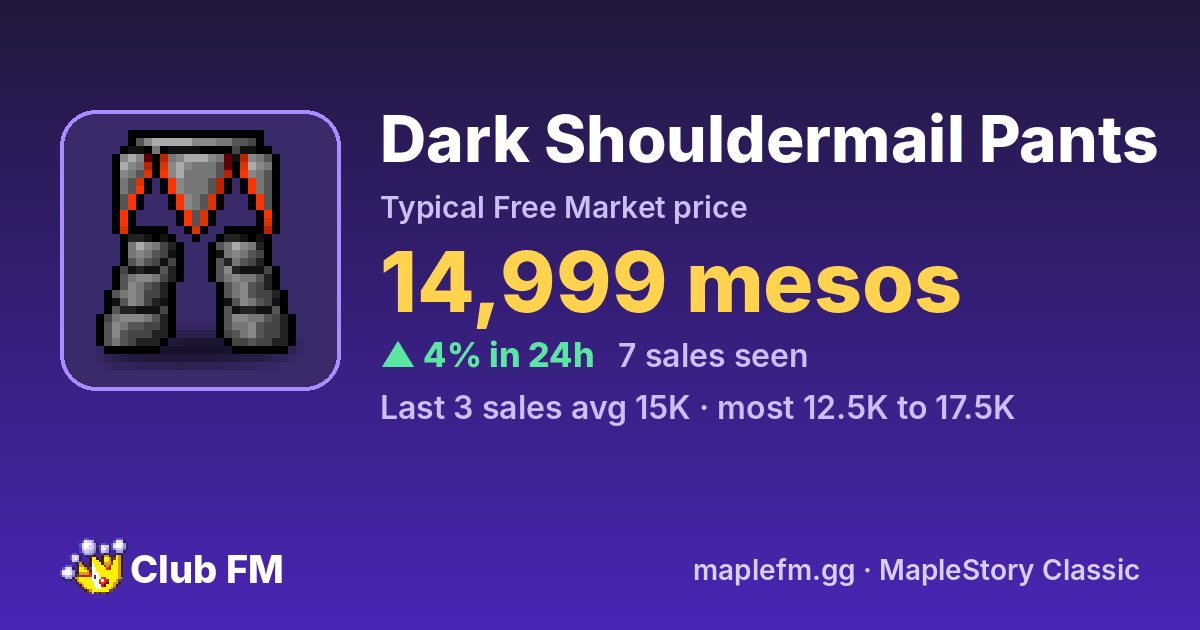 Dark Shouldermail Pants
Typical Free Market price
14,999 mesos
▲ 4% in 24h 7 sales seen
Last 3 sales avg 15K · most 12.5K to 17.5K
Club FM
maplefm.gg · MapleStory Classic